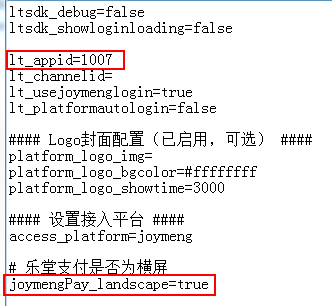 ltsdk_debug=false
ltsdk_showloginloading=false
lt_appid=1007
lt_channelid=
lt_usejoymenglogin=true
lt_platformautologin=false
#### Logo封面配置（已启用，可选） ####
platform_logo_img=
platform_logo_bgcolor=#ffffffff
platform_logo_showtime=3000
#### 设置接入平台 ####
access_platform=joymeng
# 乐堂支付是否为横屏
joymengPay_landscape=true